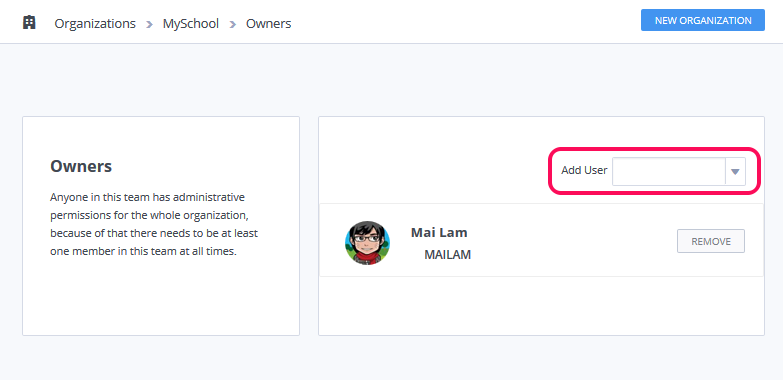 Organizations > MySchool > Owners
NEW ORGANIZATION
Owners
Anyone in this team has administrative
permissions for the whole organization,
because of that there needs to be at least
one member in this team at all times.
Add User
Mai Lam
MAILAM
REMOVE